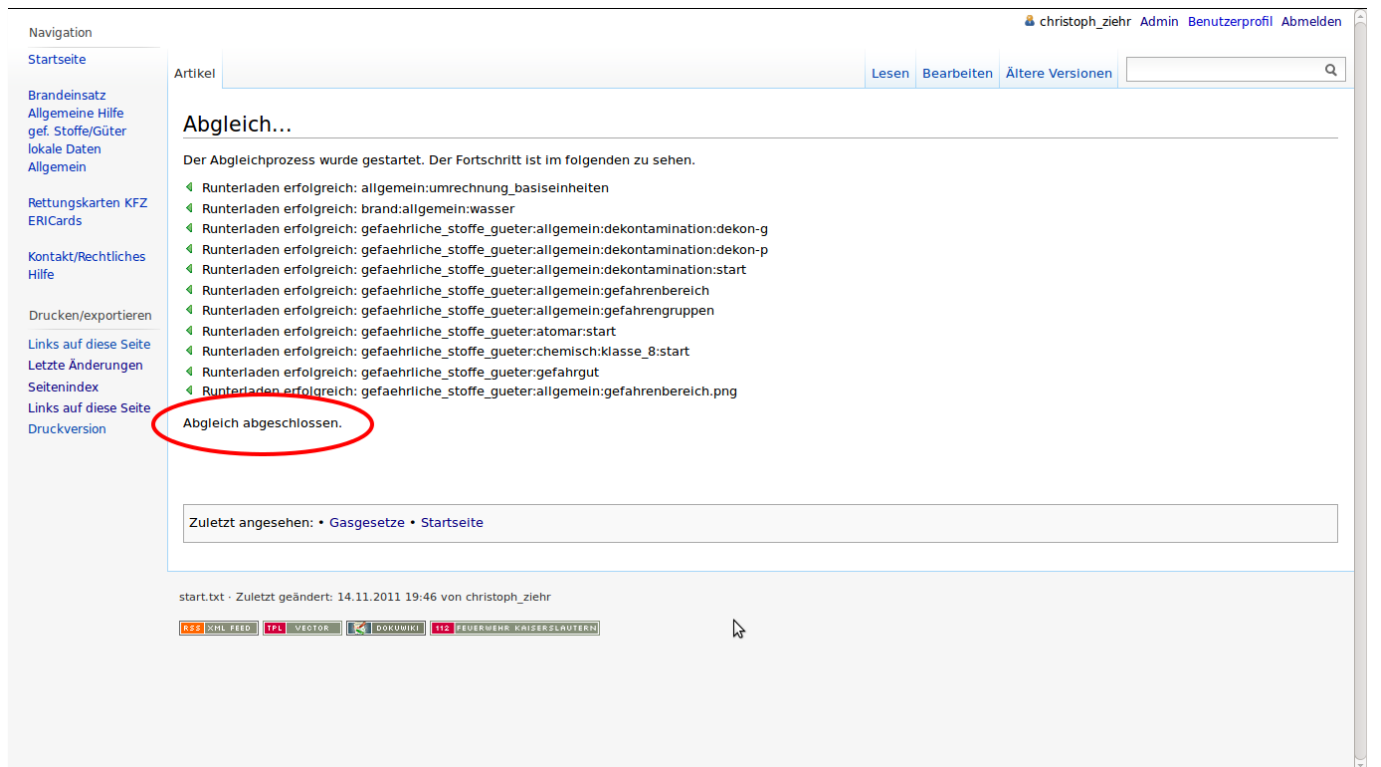 christoph_ziehr Admin Benutzerprofil Abmelden
Navigation
Startseite
Brandeinsatz
Allgemeine Hilfe
gef. Stoffe/Güter
lokale Daten
Allgemein
Rettungskarten KFZ
ERICards
Kontakt/Rechtliches
Hilfe
Drucken/exportieren
Links auf diese Seite
Letzte Änderungen
Seitenindex
Links auf diese Seite
Druckversion
Artikel
Lesen Bearbeiten Ältere Versionen
Abgleich...
Der Abgleichprozess wurde gestartet. Der Fortschritt ist im folgenden zu sehen.
Runterladen erfolgreich: allgemein:umrechnung_basiseinheiten
Runterladen erfolgreich: brand:allgemein:wasser
Runterladen erfolgreich: gefaehrliche_stoffe_gueter:allgemein:dekontamination:dekon-g
Runterladen erfolgreich: gefaehrliche_stoffe_gueter:allgemein:dekontamination:dekon-p
Runterladen erfolgreich: gefaehrliche_stoffe_gueter:allgemein:dekontamination:start
Runterladen erfolgreich: gefaehrliche_stoffe_gueter:allgemein:gefahrenbereich
Runterladen erfolgreich: gefaehrliche_stoffe_gueter:allgemein:gefahrengruppen
Runterladen erfolgreich: gefaehrliche_stoffe_gueter:atomar:start
Runterladen erfolgreich: gefaehrliche_stoffe_gueter:chemisch:klasse_8:start
Runterladen erfolgreich: gefaehrliche_stoffe_gueter:gefahrgut
Runterladen erfolgreich: gefaehrliche_stoffe_gueter:allgemein:gefahrenbereich.png
Abgleich abgeschlossen.
Zuletzt angesehen: • Gasgesetze • Startseite
start.txt · Zuletzt geändert: 14.11.2011 19:46 von christoph_ziehr
RSS XML FEED TPL VECTOR DOKUWIKI 112 FEUERWEHR KAISERSLAUTERN